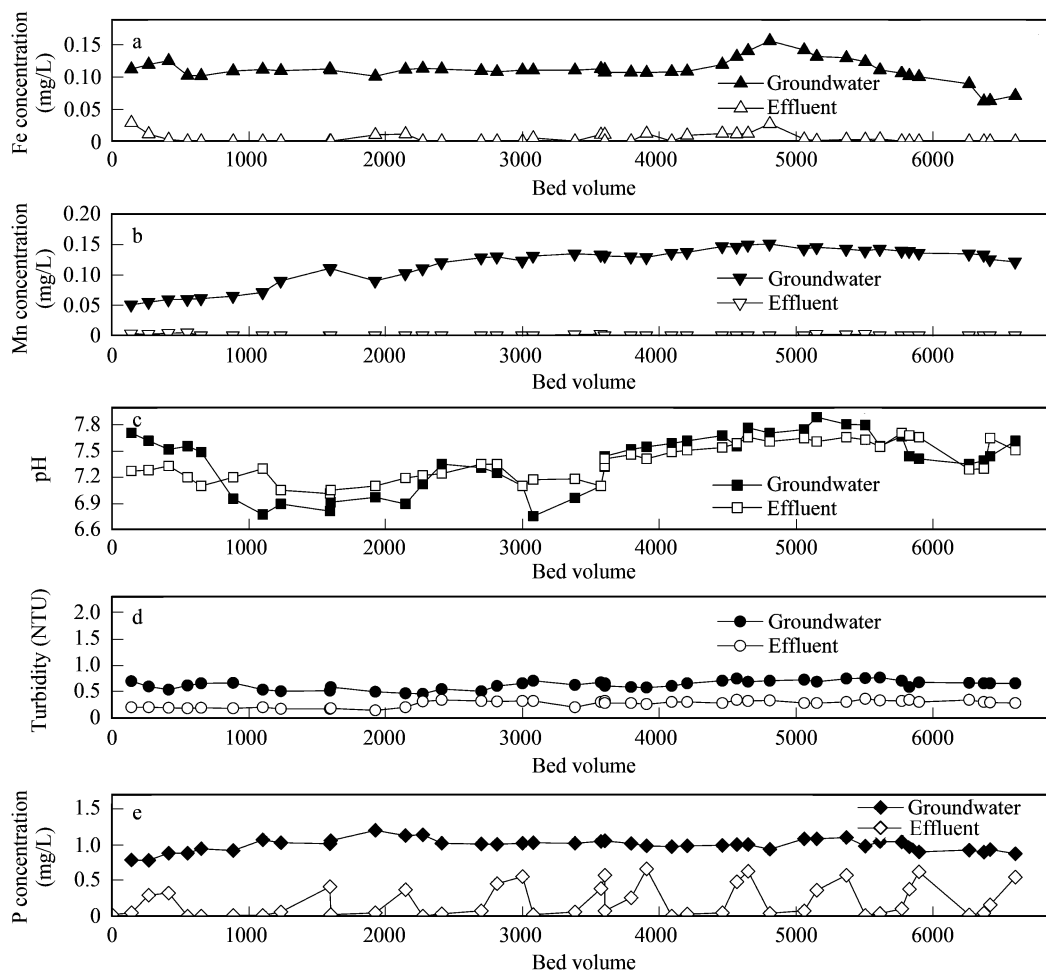 a
Fe concentration
(mg/L)
0.15
0.10
0.05
0
Groundwater
Effluent
0 1000 2000 3000 4000 5000 6000
Bed volume
b
Mn concentration
(mg/L)
0.20
0.15
0.10
0.05
0
Groundwater
Effluent
0 1000 2000 3000 4000 5000 6000
Bed volume
c
pH
7.8
7.5
7.2
6.9
6.6
Groundwater
Effluent
0 1000 2000 3000 4000 5000 6000
Bed volume
d
Turbidity (NTU)
2.0
1.5
1.0
0.5
0
Groundwater
Effluent
0 1000 2000 3000 4000 5000 6000
Bed volume
e
P concentration
(mg/L)
1.5
1.0
0.5
0
Groundwater
Effluent
0 1000 2000 3000 4000 5000 6000
Bed volume